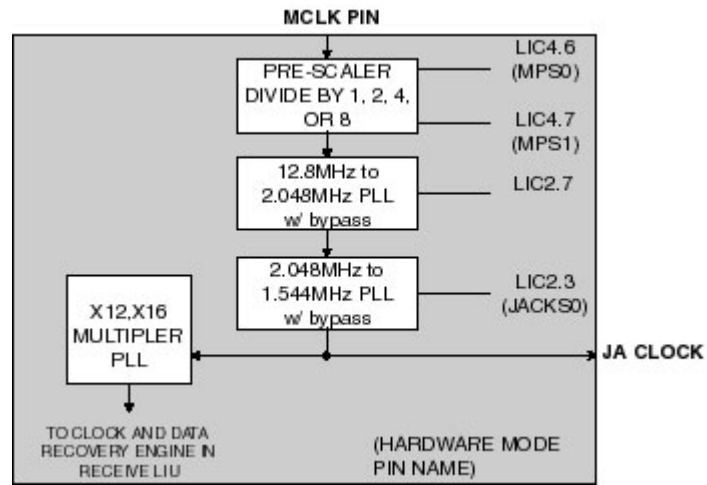 MCLK PIN
PRE-SCALER
DIVIDE BY 1, 2, 4,
OR 8
LIC4.6
(MPS0)
LIC4.7
(MPS1)
12.8MHz to
2.048MHz PLL
w/ bypass
LIC2.7
2.048MHz to
1.544MHz PLL
w/ bypass
LIC2.3
(JACKS0)
X12,X16
MULTIPLER
PLL
JA CLOCK
TO CLOCK AND DATA
RECOVERY ENGINE IN
RECEIVE LIU
(HARDWARE MODE
PIN NAME)